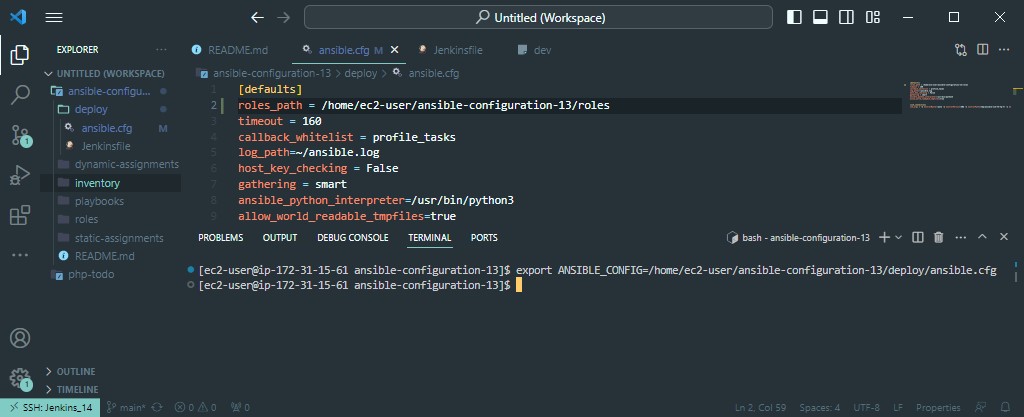 Untitled (Workspace)
EXPLORER
UNTITLED (WORKSPACE)
ansible-configu...
deploy
ansible.cfg M
Jenkinsfile
dynamic-assignments
inventory
playbooks
roles
static-assignments
README.md
php-todo
OUTLINE
TIMELINE
README.md
ansible.cfg M
Jenkinsfile
dev
ansible-configuration-13 > deploy > ansible.cfg
1 [defaults]
2 roles_path = /home/ec2-user/ansible-configuration-13/roles
3 timeout = 160
4 callback_whitelist = profile_tasks
5 log_path=~/ansible.log
6 host_key_checking = False
7 gathering = smart
8 ansible_python_interpreter=/usr/bin/python3
9 allow_world_readable_tmpfiles=true
PROBLEMS OUTPUT DEBUG CONSOLE TERMINAL PORTS
bash - ansible-configuration-13
[ec2-user@ip-172-31-15-61 ansible-configuration-13]$ export ANSIBLE_CONFIG=/home/ec2-user/ansible-configuration-13/deploy/ansible.cfg
[ec2-user@ip-172-31-15-61 ansible-configuration-13]$
1
1
SSH: Jenkins_14 main* 0 0 0 Ln 2, Col 59 Spaces: 4 UTF-8 LF Properties